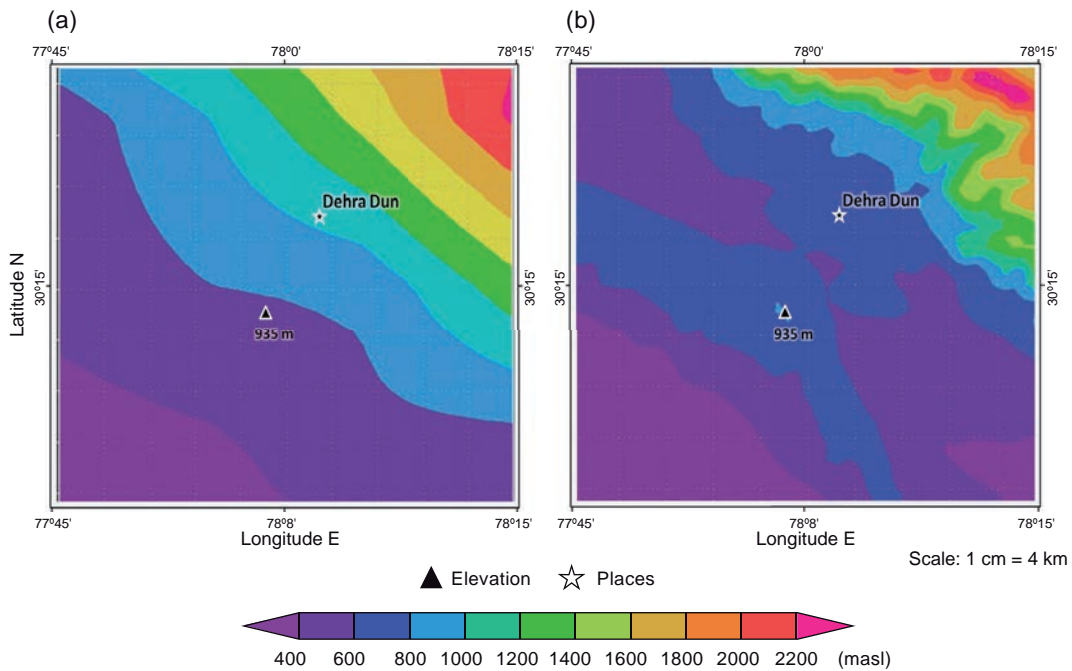 (a)
(b)
77º45' 78º0' 78º15'
77º45' 78º0' 78º15'
Dehra Dun
Dehra Dun
Latitude N
30º15'
30º15'
30º15'
935 m
935 m
77º45' 78º8' 78º15'
77º45' 78º8' 78º15'
Longitude E
Longitude E
Scale: 1 cm = 4 km
Elevation Places
400 600 800 1000 1200 1400 1600 1800 2000 2200 (masl)